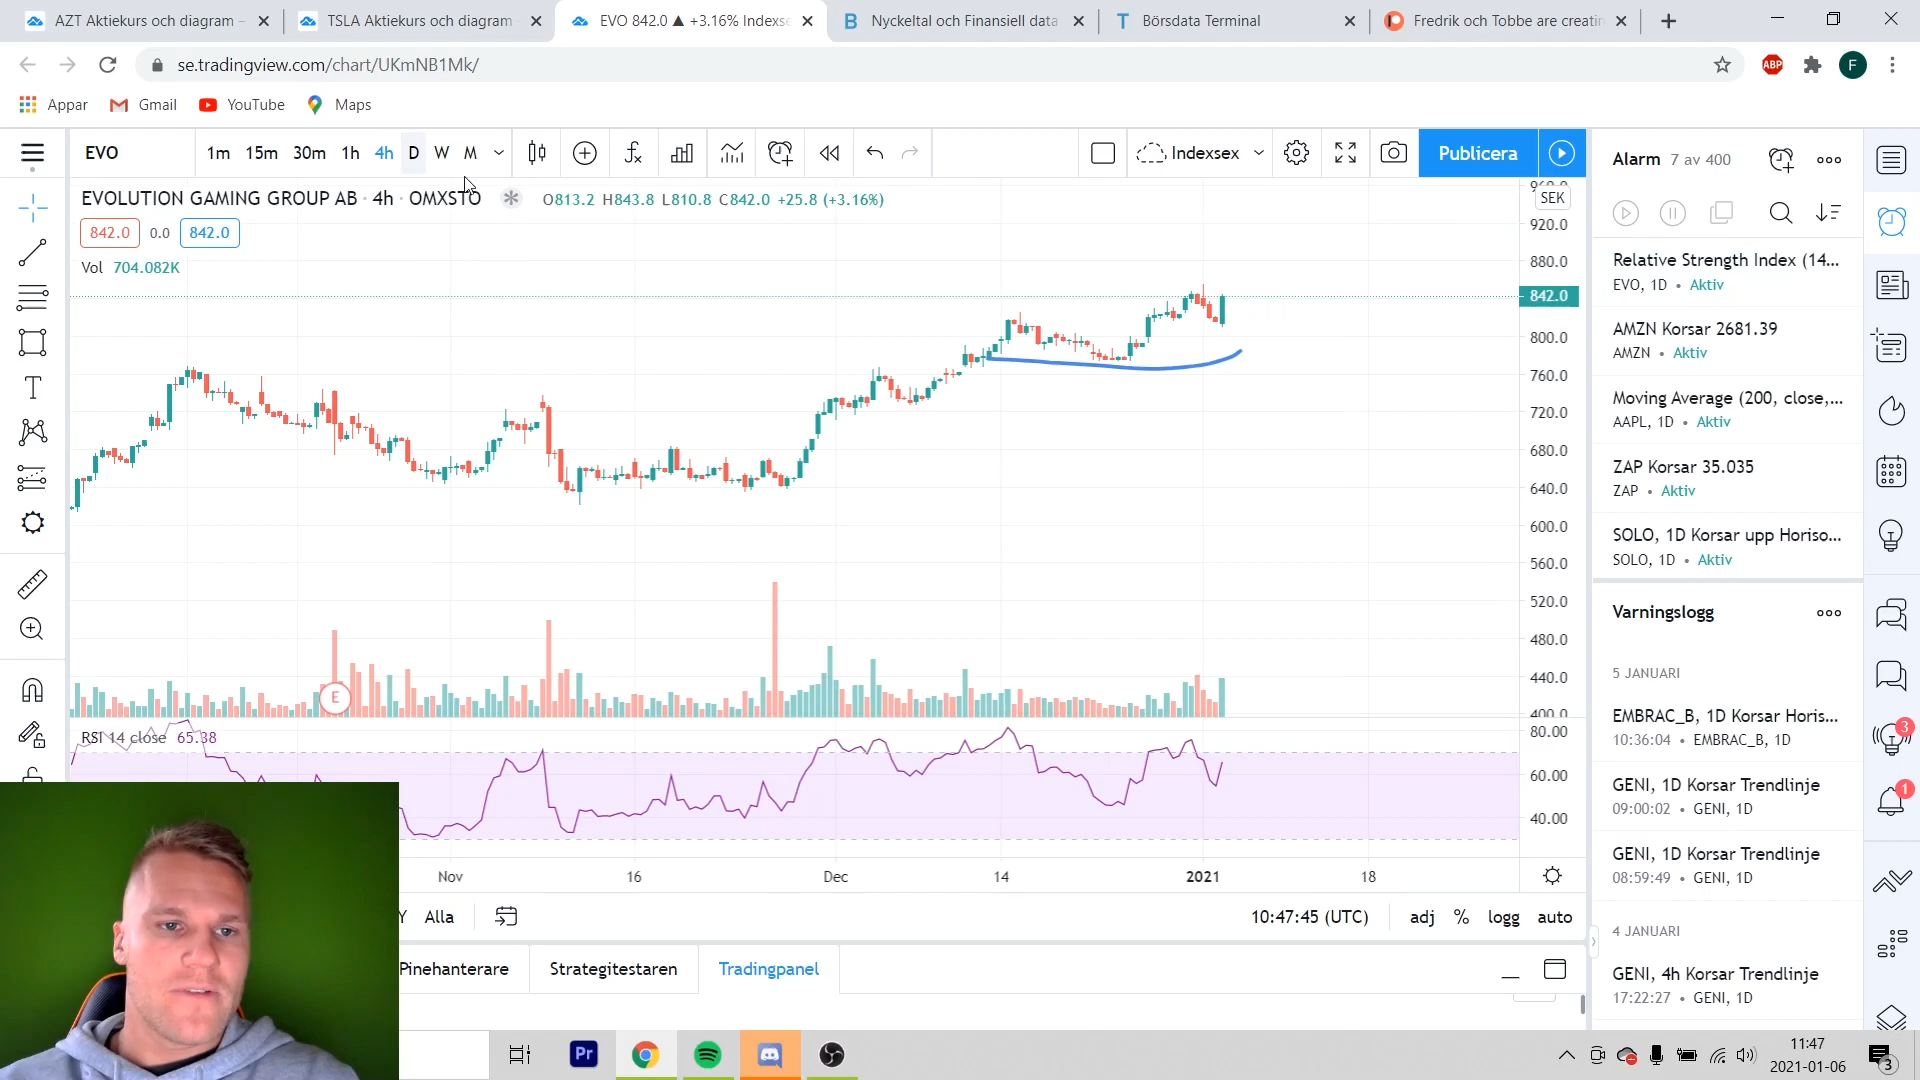 AZT Aktiekurs och diagram –
TSLA Aktiekurs och diagram
EVO 842.0 ▲ +3.16% Indexse
Nyckeltal och Finansiell data
Börsdata Terminal
Fredrik och Tobbe are creatin
se.tradingview.com/chart/UKmNB1Mk/
ABP
F
Appar
Gmail
YouTube
Maps
EVO
1m 15m 30m 1h 4h D W M
Indexsex
Publicera
EVOLUTION GAMING GROUP AB · 4h · OMXSTO
O813.2 H843.8 L810.8 C842.0 +25.8 (+3.16%)
842.0 0.0 842.0
Vol 704.082K
SEK
920.0
880.0
842.0
800.0
760.0
720.0
680.0
640.0
600.0
560.0
520.0
480.0
440.0
400.0
E
RSI 14 close 65.38
80.00
60.00
40.00
Nov 16 Dec 14 2021 18
Y Alla
10:47:45 (UTC)
adj % logg auto
Pinehanterare
Strategitestaren
Tradingpanel
Alarm 7 av 400
Relative Strength Index (14...
EVO, 1D • Aktiv
AMZN Korsar 2681.39
AMZN • Aktiv
Moving Average (200, close,...
AAPL, 1D • Aktiv
ZAP Korsar 35.035
ZAP • Aktiv
SOLO, 1D Korsar upp Horiso...
SOLO, 1D • Aktiv
Varningslogg
5 JANUARI
EMBRAC_B, 1D Korsar Horis...
10:36:04 • EMBRAC_B, 1D
GENI, 1D Korsar Trendlinje
09:00:02 • GENI, 1D
GENI, 1D Korsar Trendlinje
08:59:49 • GENI, 1D
4 JANUARI
GENI, 4h Korsar Trendlinje
17:22:27 • GENI, 1D
3
1
Pr
11:47
2021-01-06
3